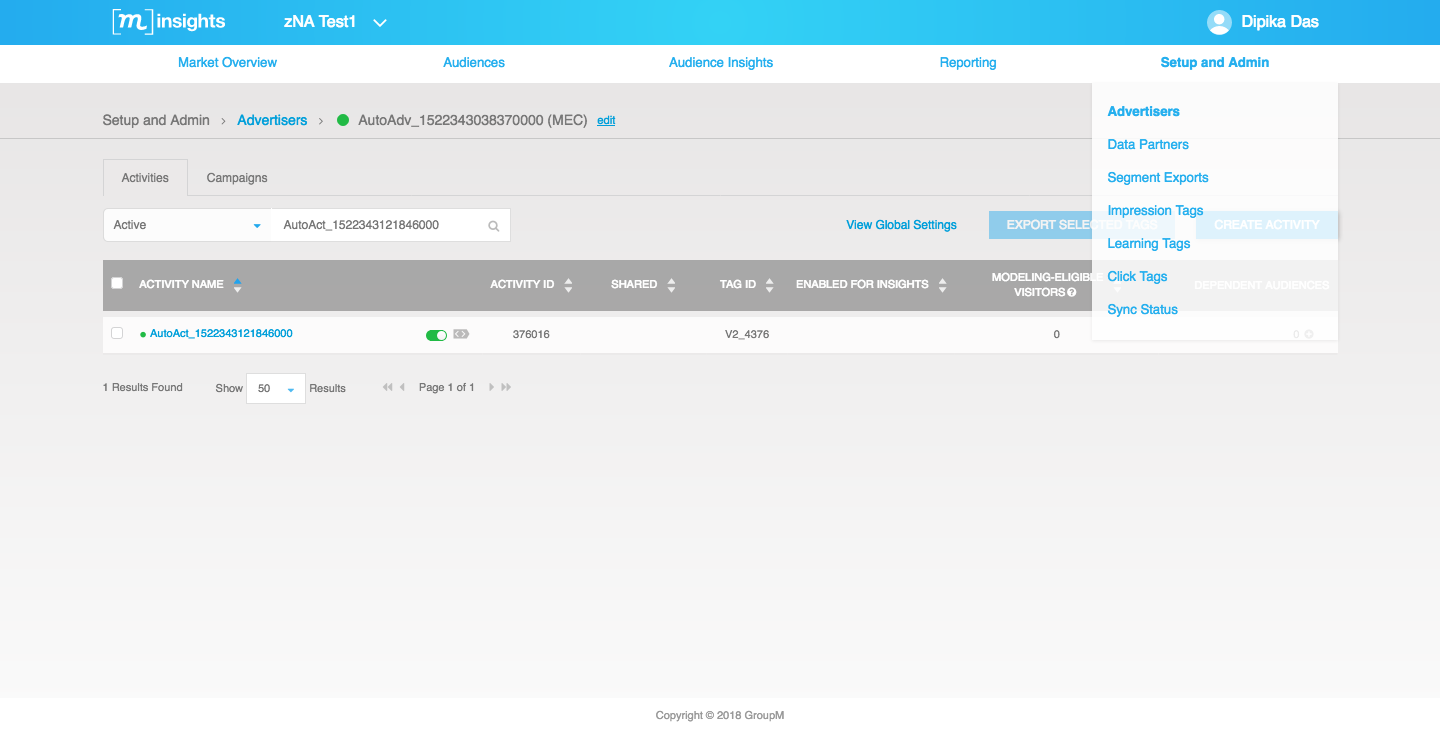 [m] insights
zNA Test1
Dipika Das
Market Overview
Audiences
Audience Insights
Reporting
Setup and Admin
Setup and Admin > Advertisers > AutoAdv_1522343038370000 (MEC) edit
Advertisers
Data Partners
Segment Exports
Impression Tags
Learning Tags
Click Tags
Sync Status
Activities
Campaigns
Active
AutoAct_1522343121846000
View Global Settings
EXPORT SELECTED TAGS
CREATE ACTIVITY
ACTIVITY NAME
ACTIVITY ID
SHARED
TAG ID
ENABLED FOR INSIGHTS
MODELING-ELIGIBLE
VISITORS
DEPENDENT AUDIENCES
AutoAct_1522343121846000
376016
V2_4376
0
0
1 Results Found
Show 50 Results
Page 1 of 1
Copyright © 2018 GroupM